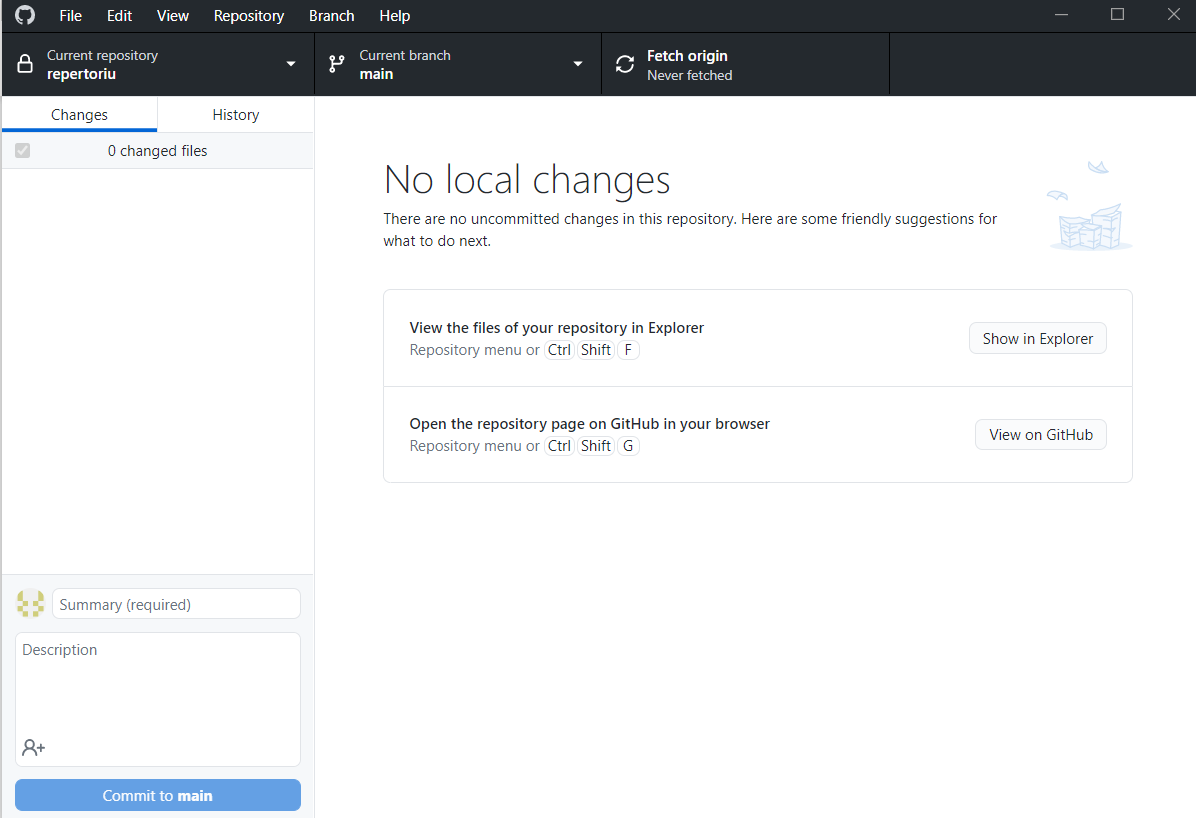 File Edit View Repository Branch Help
Current repository
repertoriu
Current branch
main
Fetch origin
Never fetched
Changes
History
0 changed files
No local changes
There are no uncommitted changes in this repository. Here are some friendly suggestions for
what to do next.
View the files of your repository in Explorer
Repository menu or Ctrl Shift F
Show in Explorer
Open the repository page on GitHub in your browser
Repository menu or Ctrl Shift G
View on GitHub
Summary (required)
Description
Commit to main